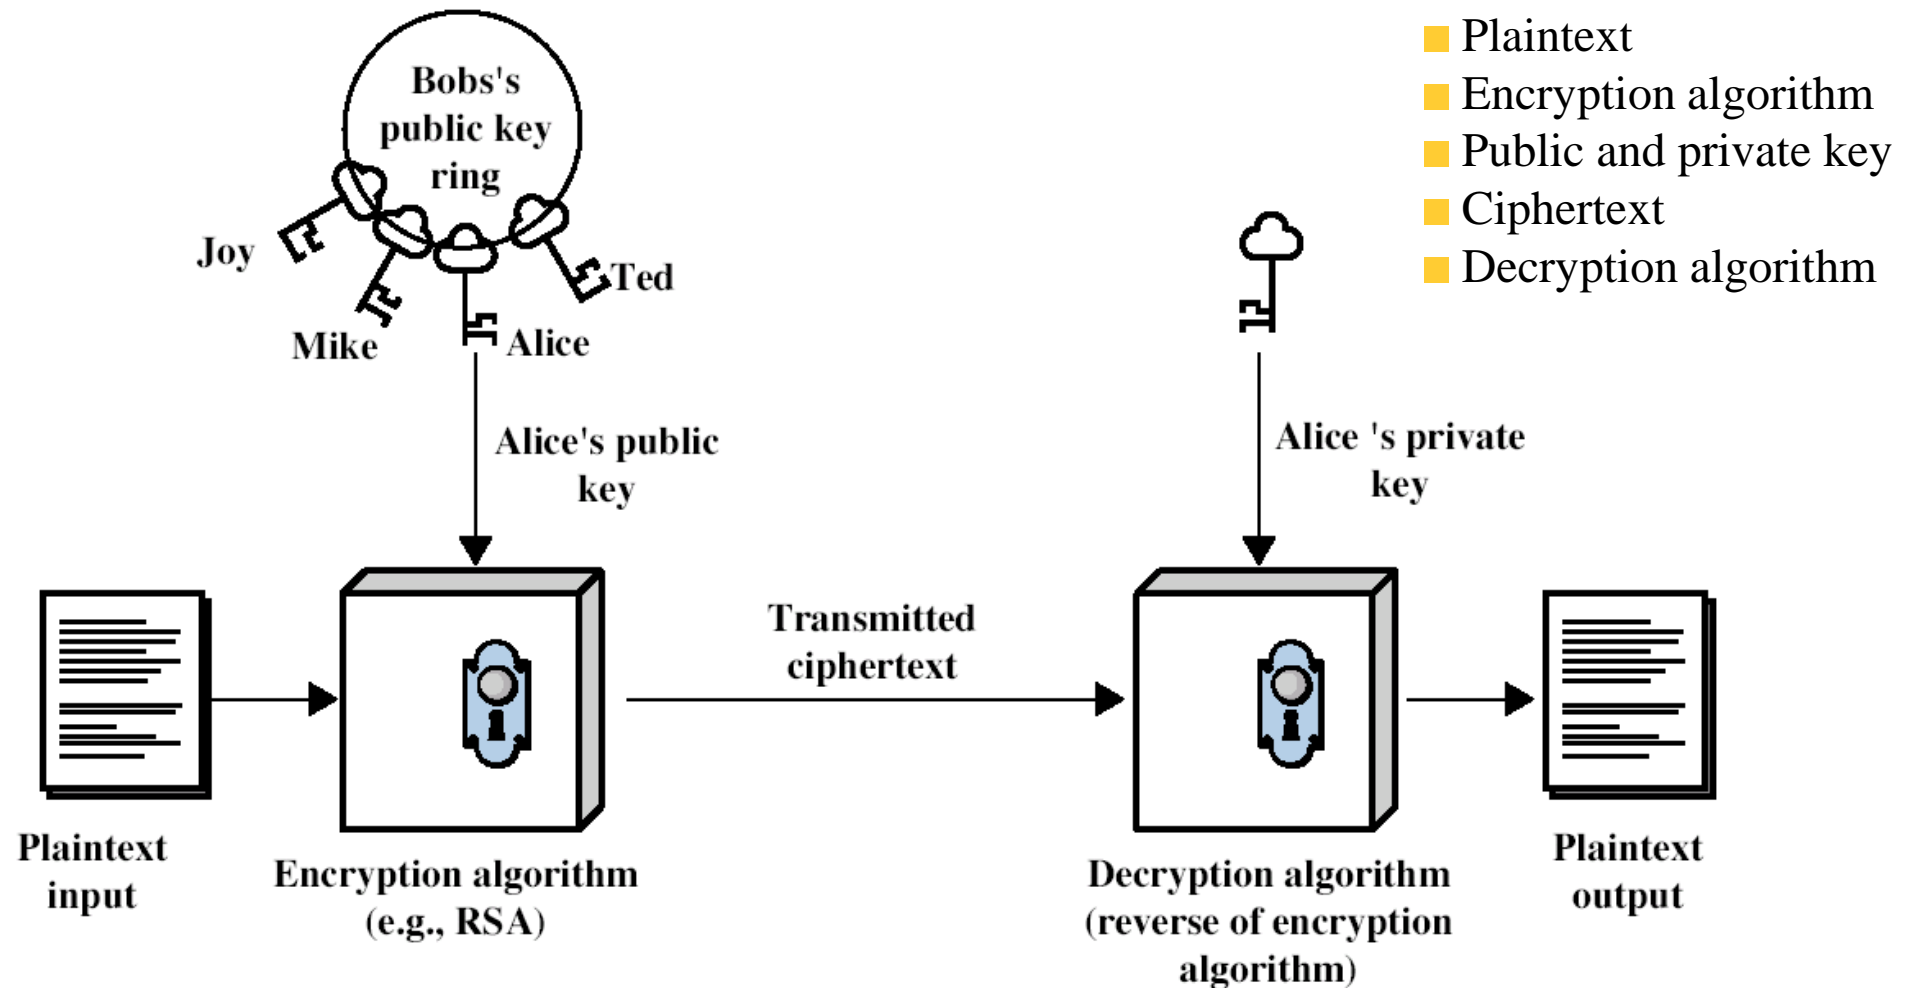 Bobs's
public key
ring
Joy
Mike
Alice
Ted
Plaintext
Encryption algorithm
Public and private key
Ciphertext
Decryption algorithm
Alice's public
key
Alice 's private
key
Transmitted
ciphertext
Plaintext
input
Encryption algorithm
(e.g., RSA)
Decryption algorithm
(reverse of encryption
algorithm)
Plaintext
output